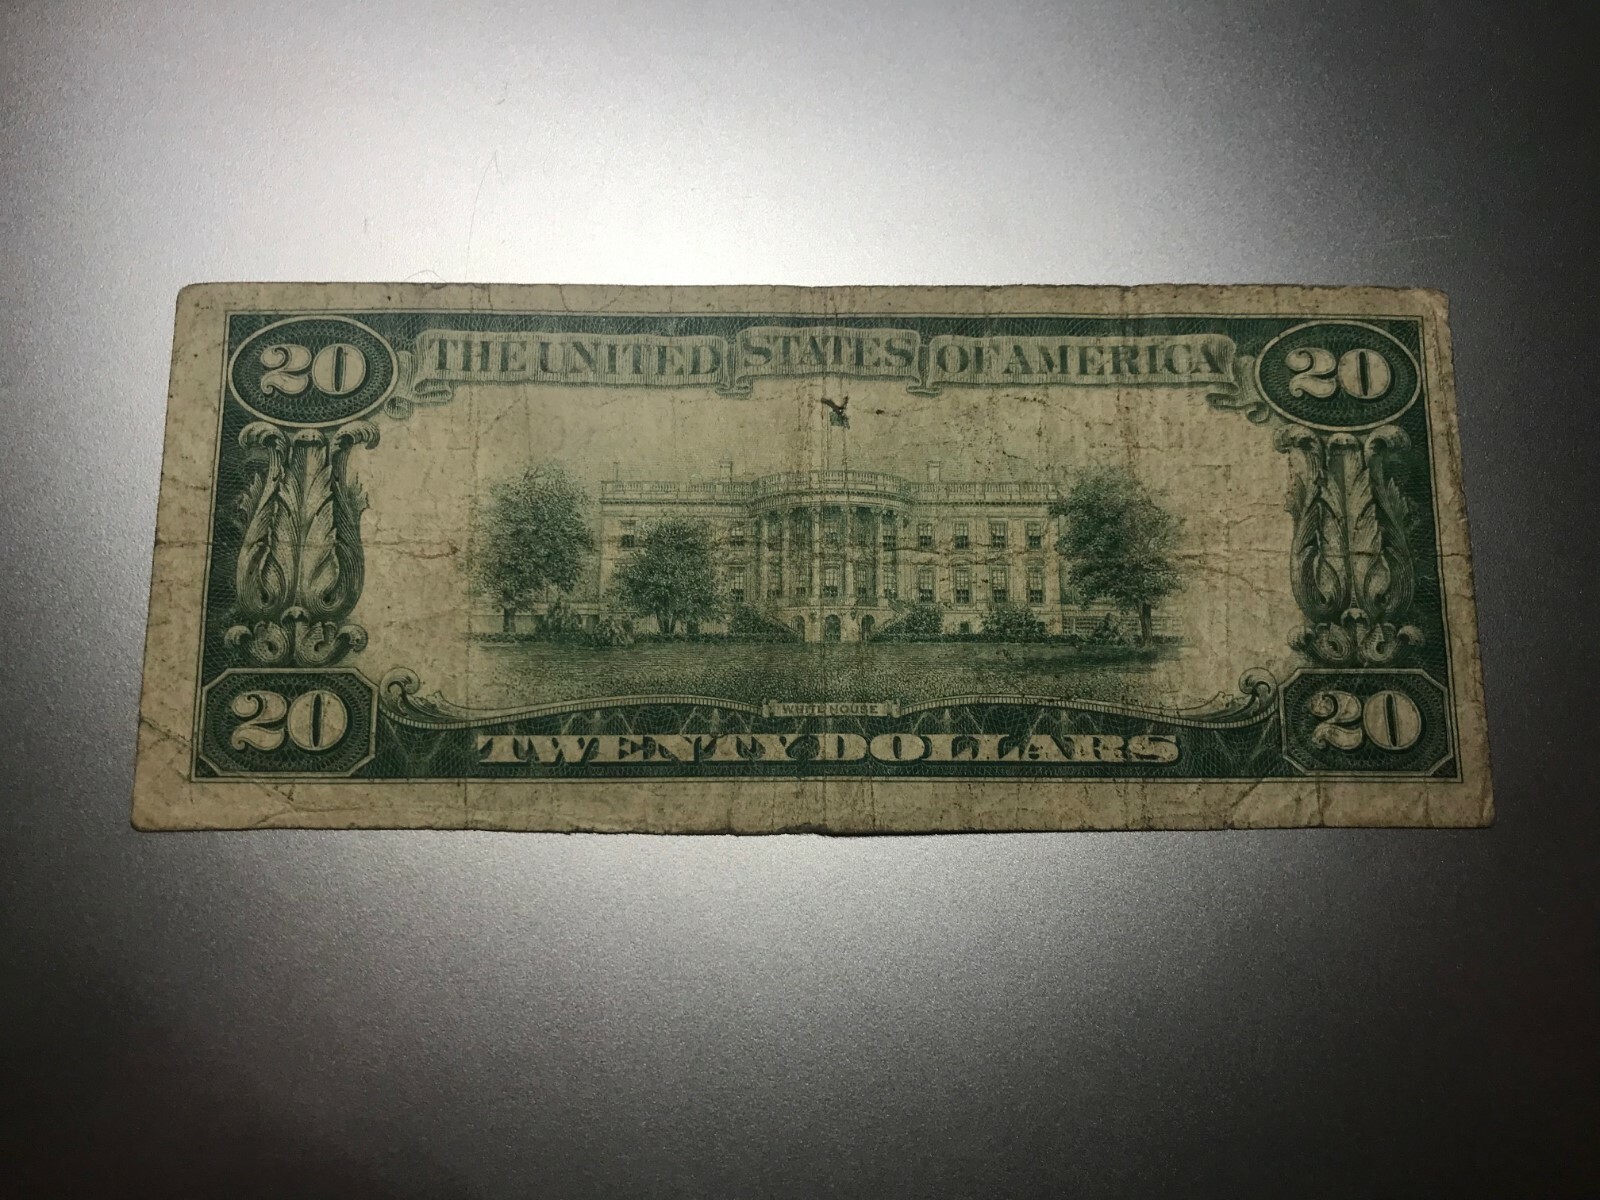 20 THE UNITED STATES OF AMERICA 20
WHITE HOUSE
20 TWENTY DOLLARS 20